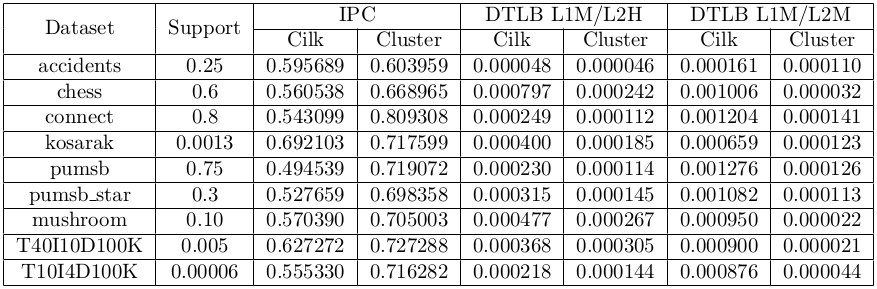 Dataset Support IPC DTLB L1M/L2H DTLB L1M/L2M
Cilk Cluster Cilk Cluster Cilk Cluster
accidents 0.25 0.595689 0.603959 0.000048 0.000046 0.000161 0.000110
chess 0.6 0.560538 0.668965 0.000797 0.000242 0.001006 0.000032
connect 0.8 0.543099 0.809308 0.000249 0.000112 0.001204 0.000141
kosarak 0.0013 0.692103 0.717599 0.000400 0.000185 0.000659 0.000123
pumsb 0.75 0.494539 0.719072 0.000230 0.000114 0.001276 0.000126
pumsb_star 0.3 0.527659 0.698358 0.000315 0.000145 0.001082 0.000113
mushroom 0.10 0.570390 0.705003 0.000477 0.000267 0.000950 0.000022
T40I10D100K 0.005 0.627272 0.727288 0.000368 0.000305 0.000900 0.000021
T10I4D100K 0.00006 0.555330 0.716282 0.000218 0.000144 0.000876 0.000044